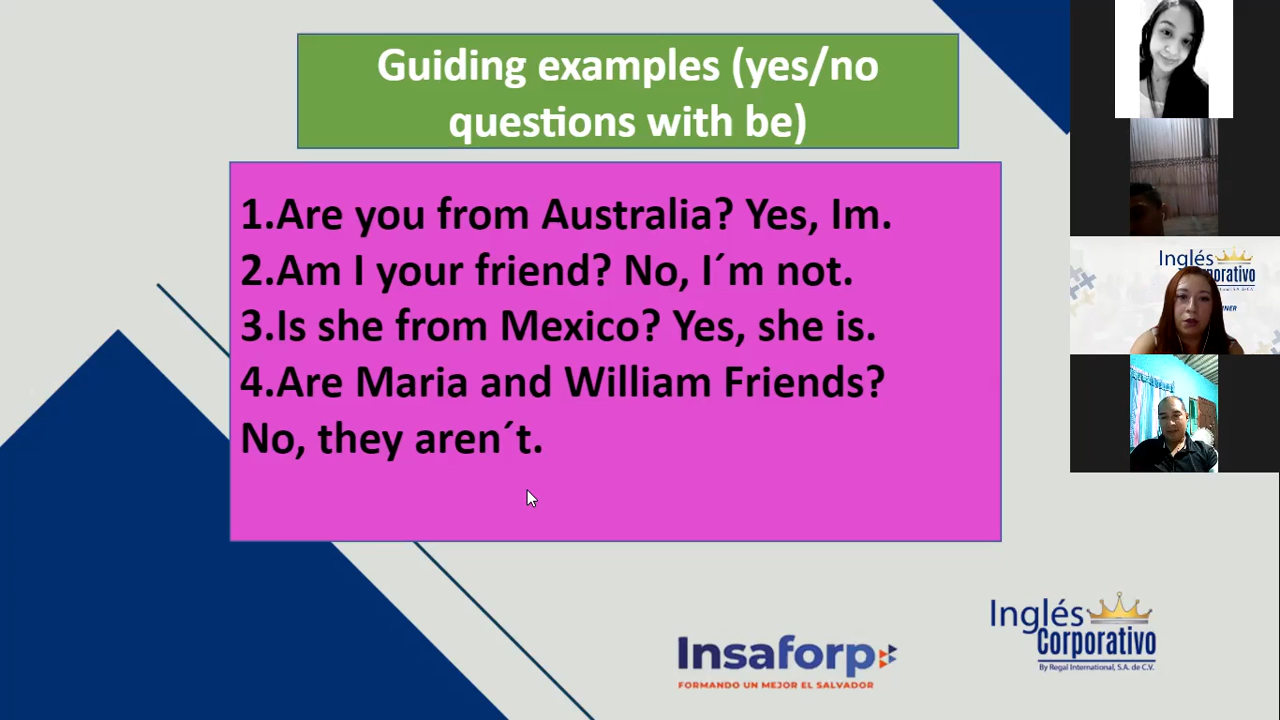 Guiding examples (yes/no
questions with be)
1.Are you from Australia? Yes, Im.
2.Am I your friend? No, I´m not.
3.Is she from Mexico? Yes, she is.
4.Are Maria and William Friends?
No, they aren´t.
Inglés
Corporativo
Insaforp
FORMANDO UN MEJOR EL SALVADOR
Inglés
Corporativo
By Regal International, S.A. de C.V.